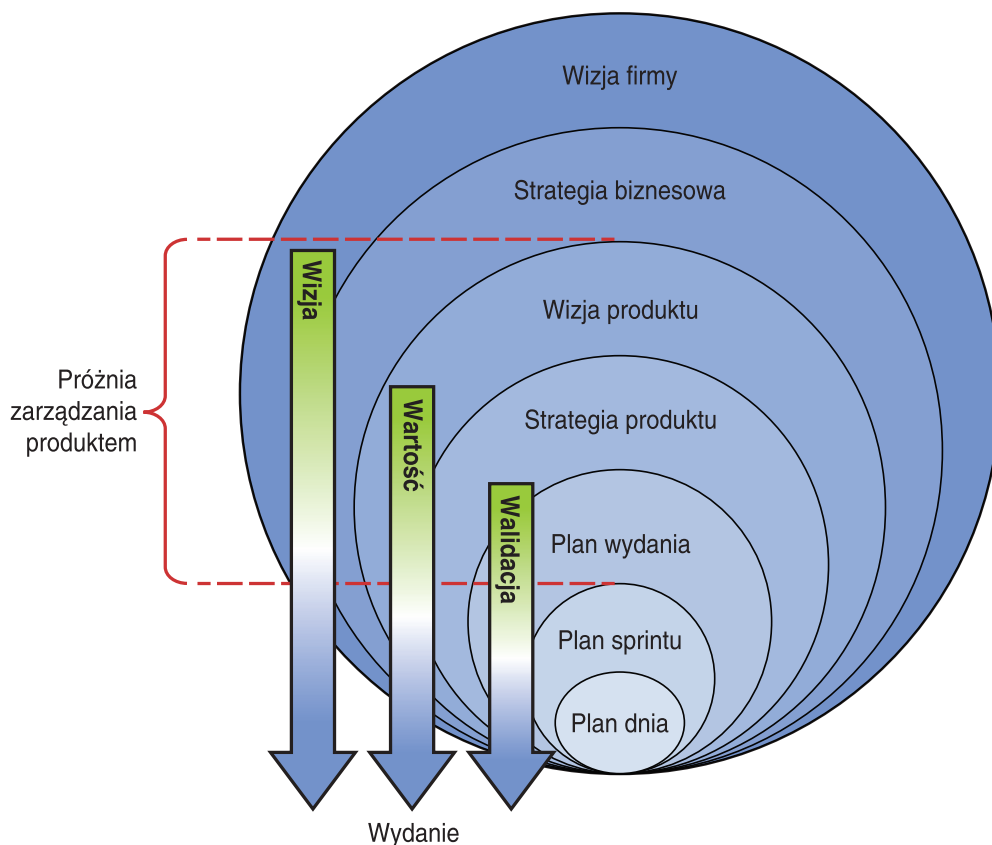 Wizja firmy
Strategia biznesowa
Wizja produktu
Strategia produktu
Plan wydania
Plan sprintu
Plan dnia
Próżnia
zarządzania
produktem
Wizja
Wartość
Walidacja
Wydanie